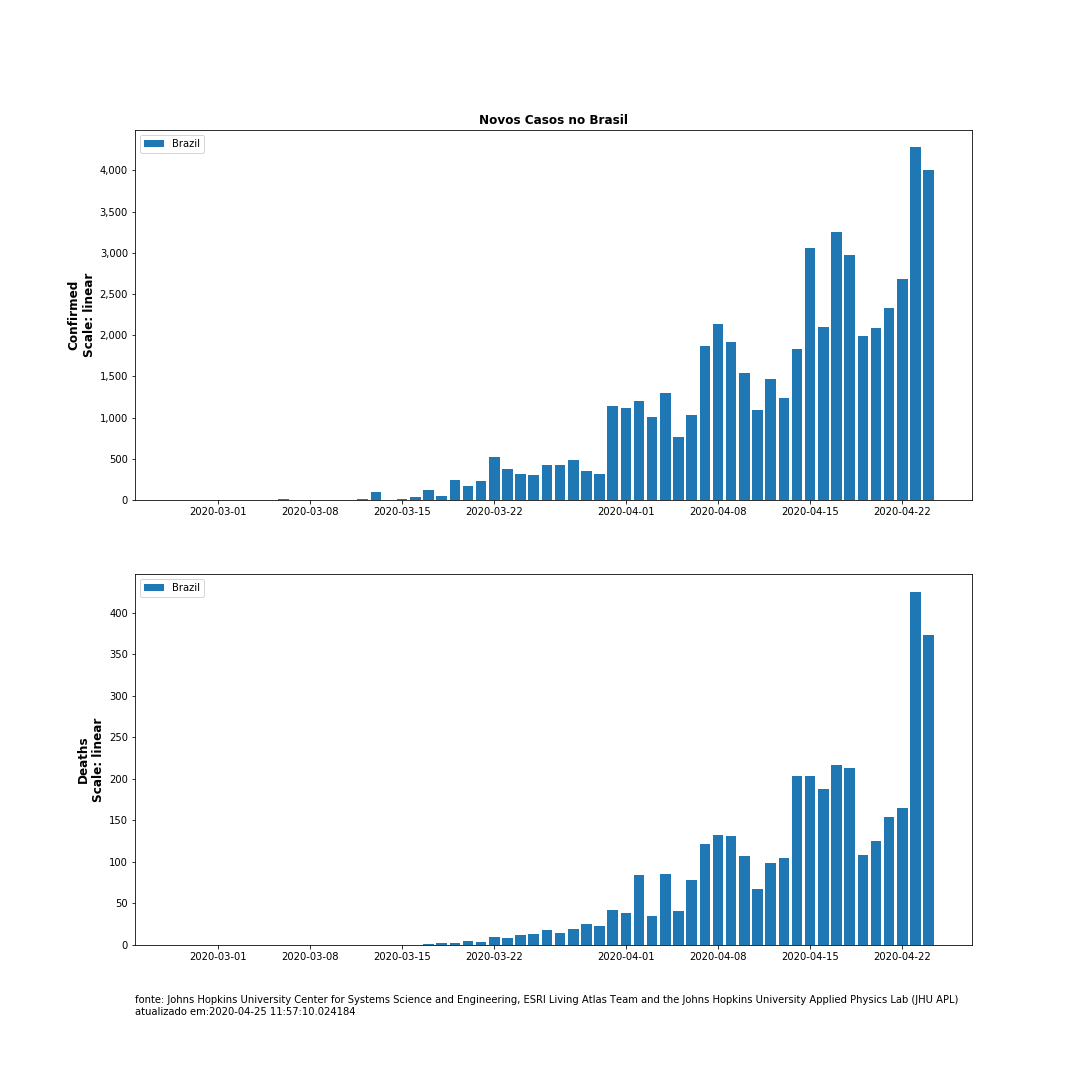 Novos Casos no Brasil
Brazil
4,000
3,500
3,000
2,500
2,000
1,500
1,000
500
0
Confirmed
Scale: linear
2020-03-01 2020-03-08 2020-03-15 2020-03-22 2020-04-01 2020-04-08 2020-04-15 2020-04-22
Brazil
400
350
300
250
200
150
100
50
0
Deaths
Scale: linear
2020-03-01 2020-03-08 2020-03-15 2020-03-22 2020-04-01 2020-04-08 2020-04-15 2020-04-22
fonte: Johns Hopkins University Center for Systems Science and Engineering, ESRI Living Atlas Team and the Johns Hopkins University Applied Physics Lab (JHU APL)
atualizado em:2020-04-25 11:57:10.024184